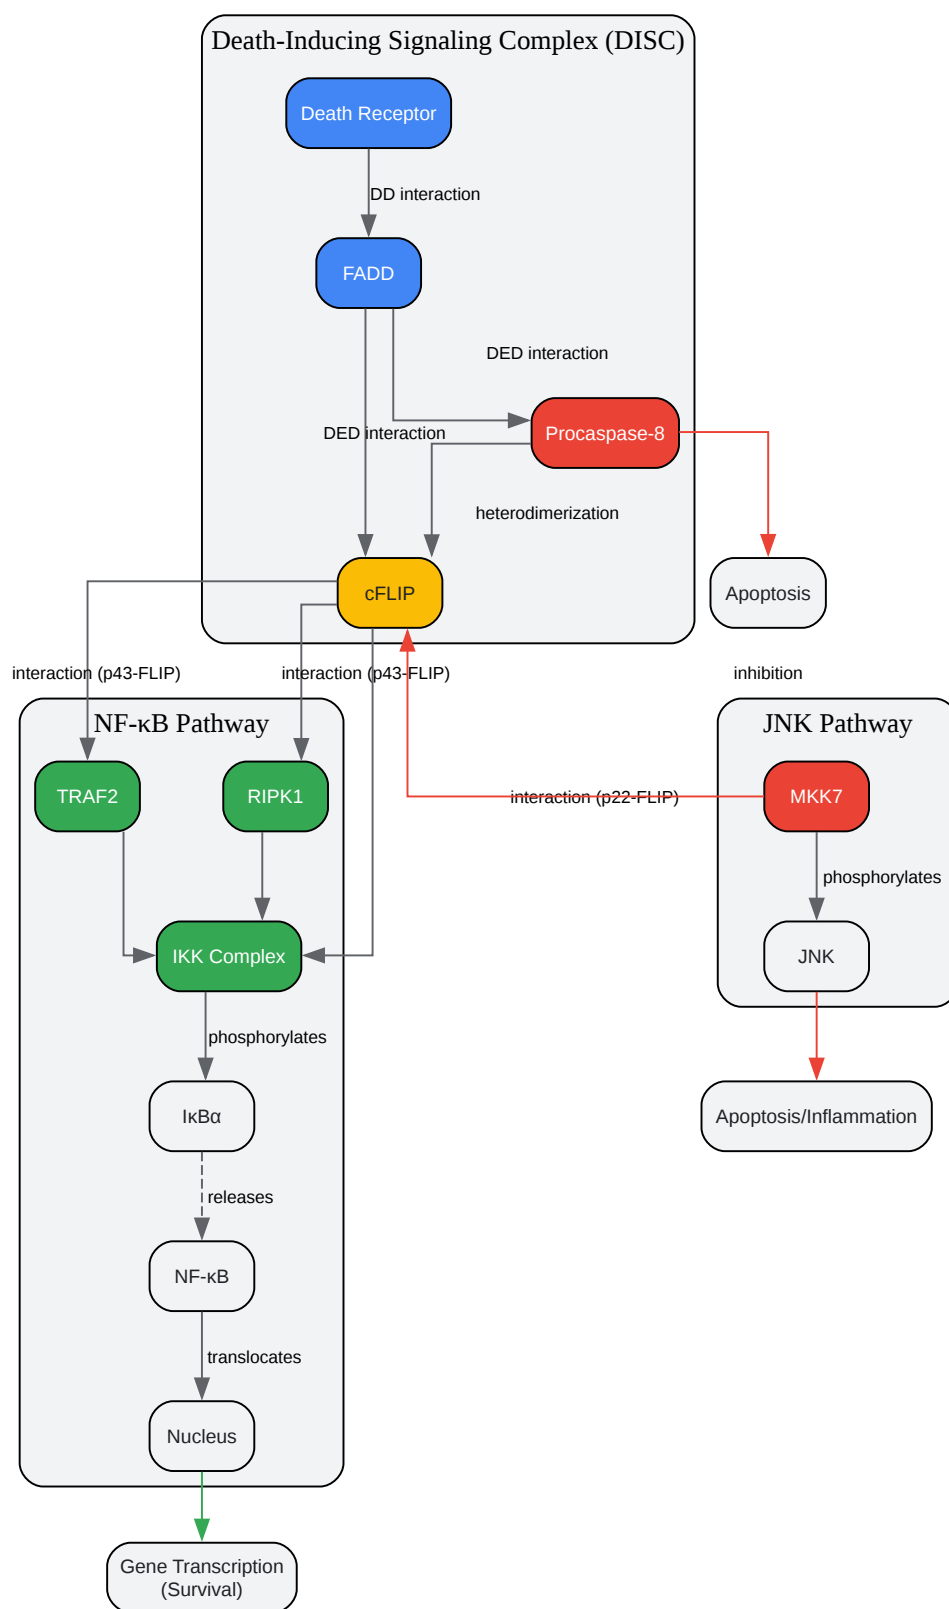 Death-Inducing Signaling Complex (DISC)
Death Receptor
DD interaction
FADD
DED interaction
DED interaction
Procaspase-8
heterodimerization
cFLIP
Apoptosis
interaction (p43-FLIP)
interaction (p43-FLIP)
inhibition
NF-κB Pathway
JNK Pathway
TRAF2
RIPK1
interaction (p22-FLIP)
MKK7
phosphorylates
IKK Complex
JNK
phosphorylates
IκBα
Apoptosis/Inflammation
releases
NF-κB
translocates
Nucleus
Gene Transcription
(Survival)